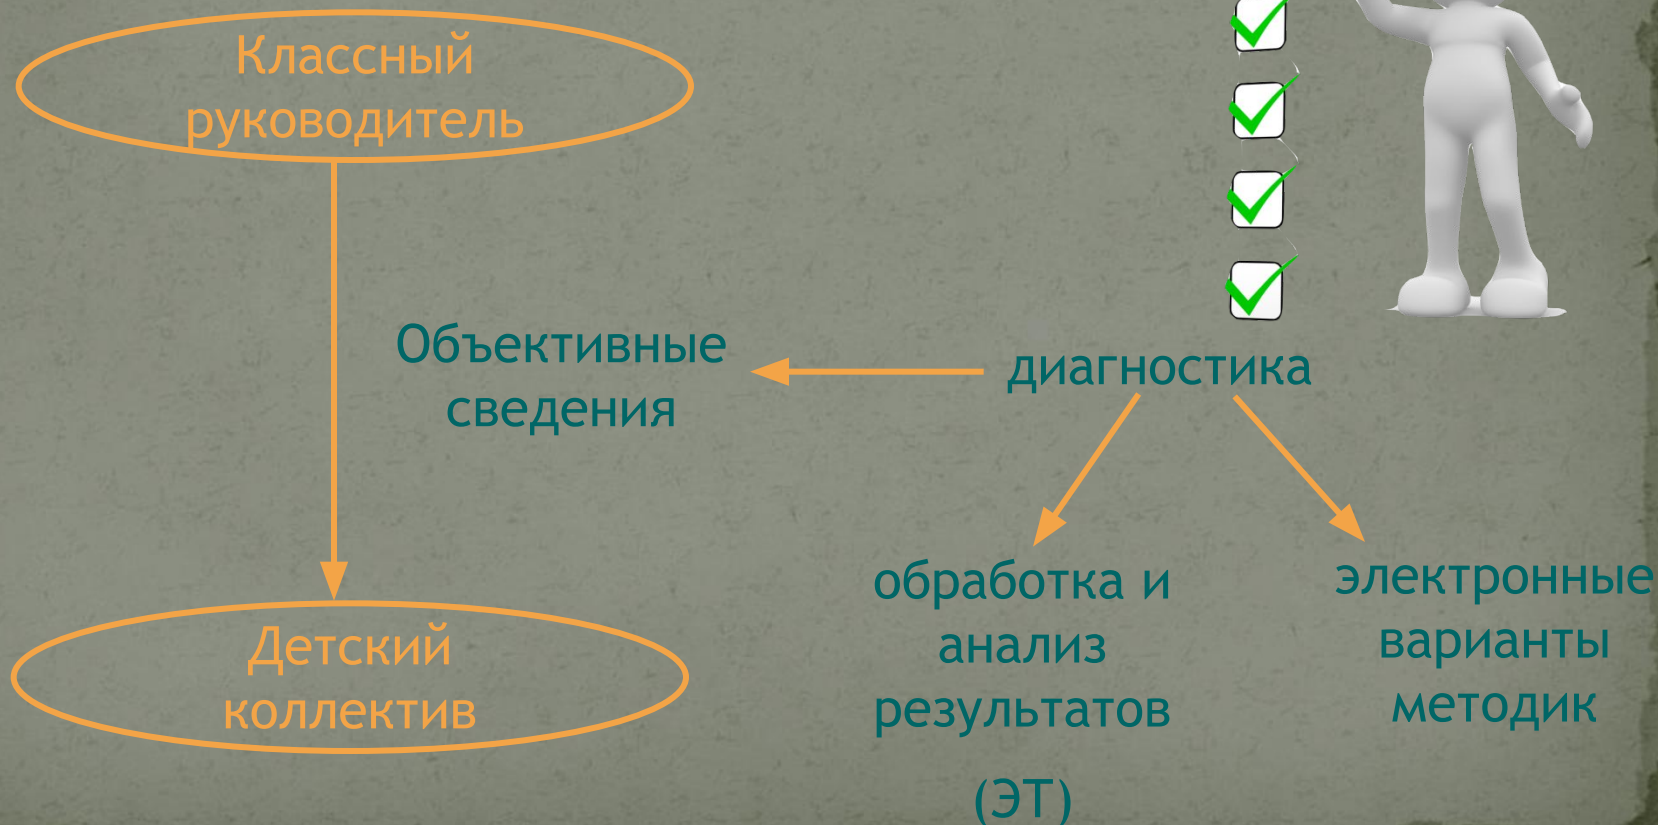 Классный
руководитель
Объективные
сведения
диагностика
Детский
коллектив
обработка и
анализ
результатов
(ЭТ)
электронные
варианты
методик